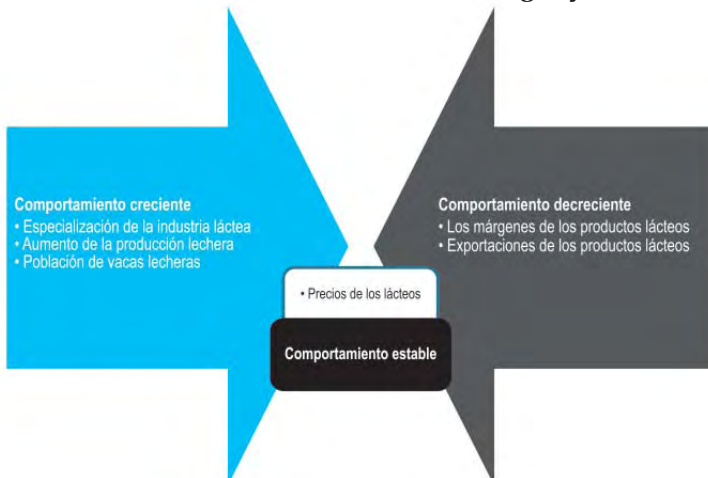 Comportamiento creciente
• Especialización de la industria láctea
• Aumento de la producción lechera
• Población de vacas lecheras
Comportamiento decreciente
• Los márgenes de los productos lácteos
• Exportaciones de los productos lácteos
• Precios de los lácteos
Comportamiento estable